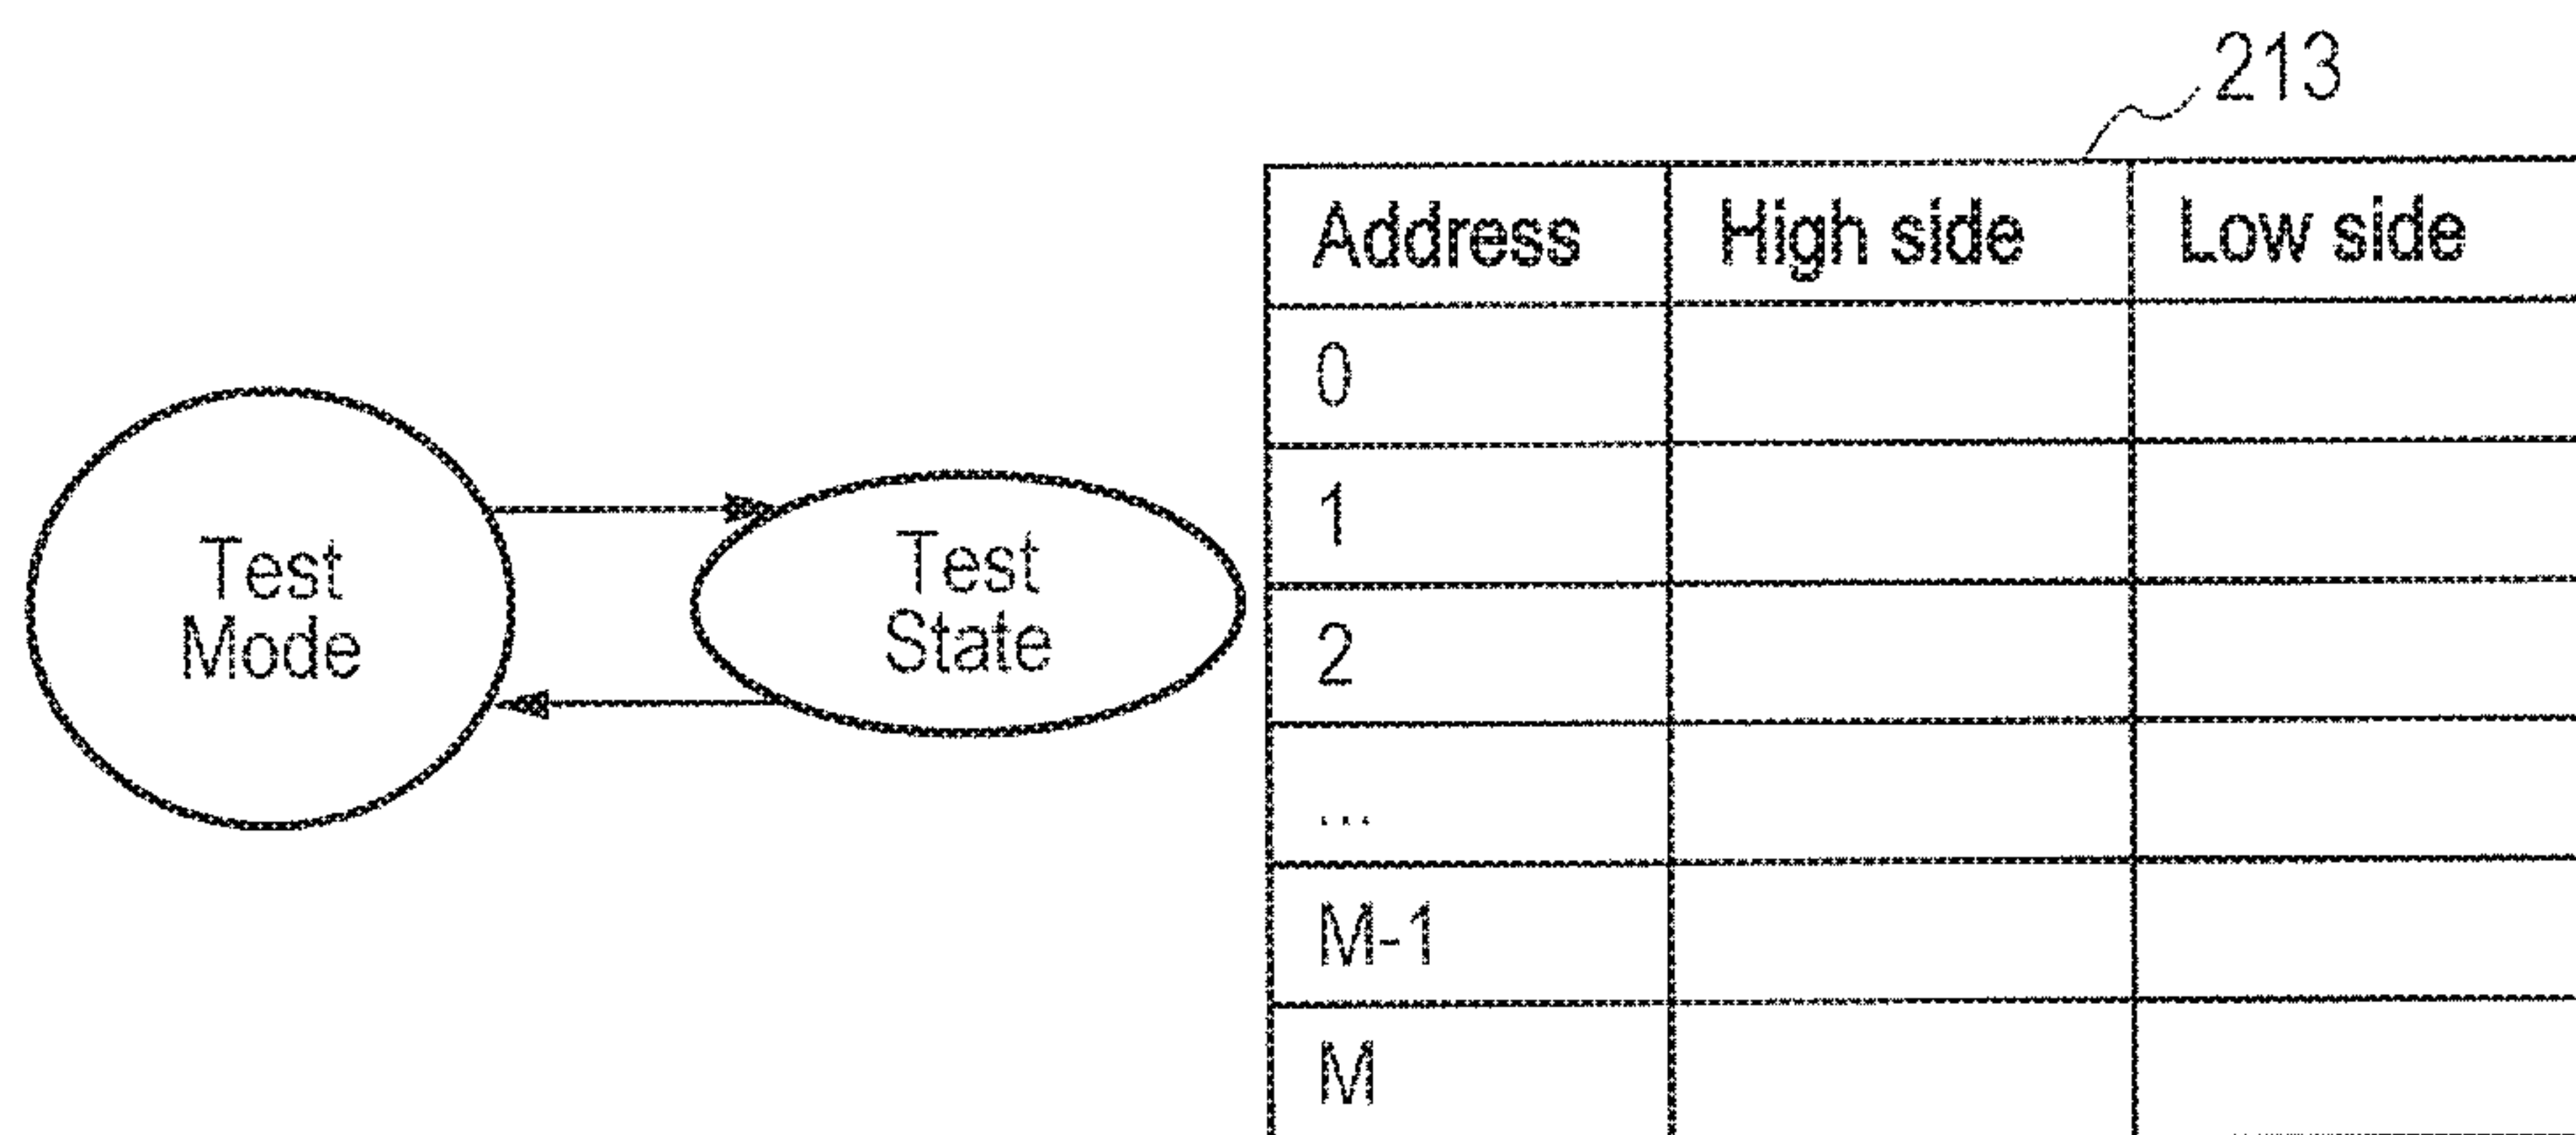 213
Address High side Low side
0
1
2
...
M-1
M
Test
Mode
Test
State